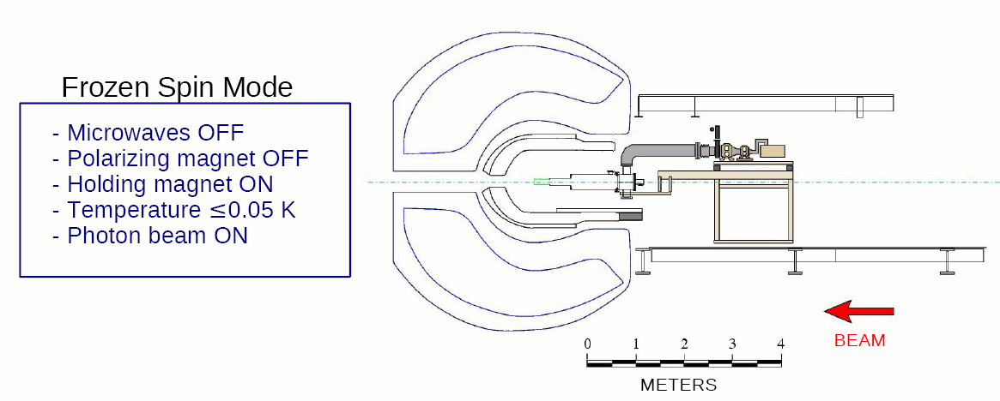 Frozen Spin Mode
- Microwaves OFF
- Polarizing magnet OFF
- Holding magnet ON
- Temperature ≤0.05 K
- Photon beam ON
BEAM
0 1 2 3 4
METERS